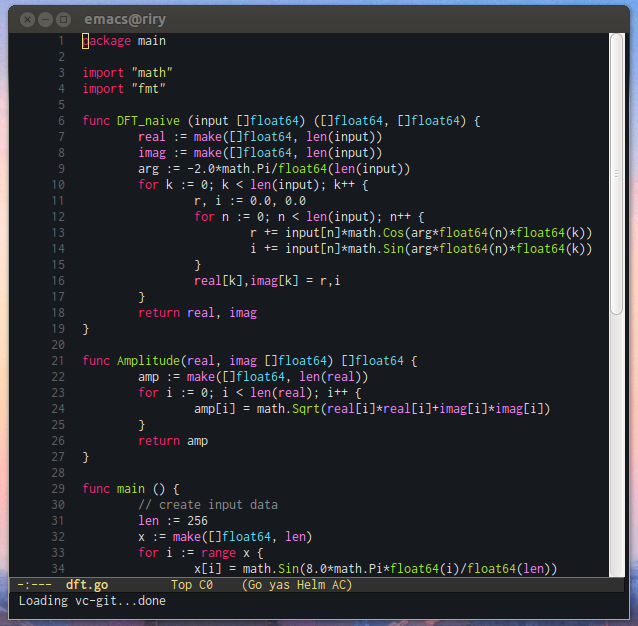 emacs@riry
1 package main
2
3 import "math"
4 import "fmt"
5
6 func DFT_naive (input []float64) ([]float64, []float64) {
7         real := make([]float64, len(input))
8         imag := make([]float64, len(input))
9         arg := -2.0*math.Pi/float64(len(input))
10         for k := 0; k < len(input); k++ {
11                 r, i := 0.0, 0.0
12                 for n := 0; n < len(input); n++ {
13                         r += input[n]*math.Cos(arg*float64(n)*float64(k))
14                         i += input[n]*math.Sin(arg*float64(n)*float64(k))
15                 }
16                 real[k],imag[k] = r,i
17         }
18         return real, imag
19 }
20
21 func Amplitude(real, imag []float64) []float64 {
22         amp := make([]float64, len(real))
23         for i := 0; i < len(real); i++ {
24                 amp[i] = math.Sqrt(real[i]*real[i]+imag[i]*imag[i])
25         }
26         return amp
27 }
28
29 func main () {
30         // create input data
31         len := 256
32         x := make([]float64, len)
33         for i := range x {
34                 x[i] = math.Sin(8.0*math.Pi*float64(i)/float64(len))
-:--- dft.go Top C0 (Go yas Helm AC)
Loading vc-git...done